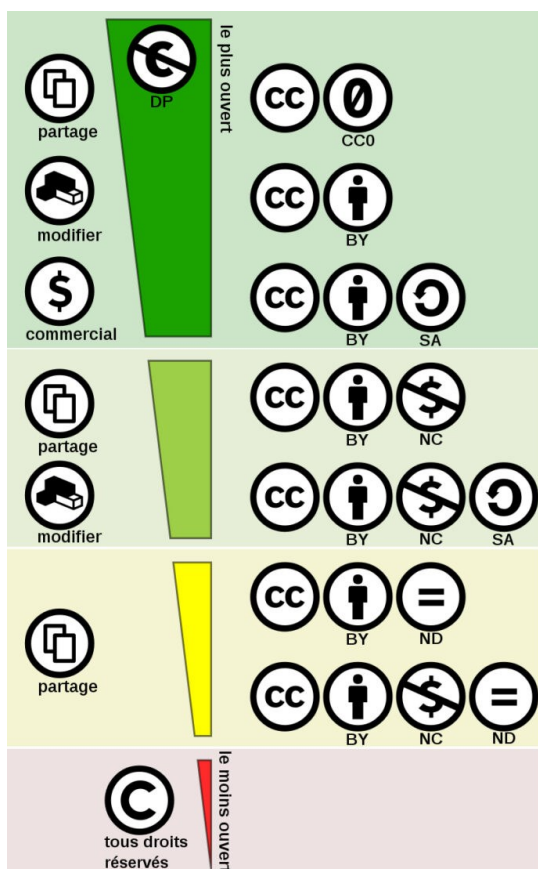 DP
le plus ouvert
partage
cc
CC0
modifier
cc
BY
$
commercial
cc
BY
SA
partage
cc
BY
$
NC
modifier
cc
BY
$
NC
SA
partage
cc
BY
=
ND
cc
BY
$
NC
=
ND
C
tous droits
réservés
le moins ouvert